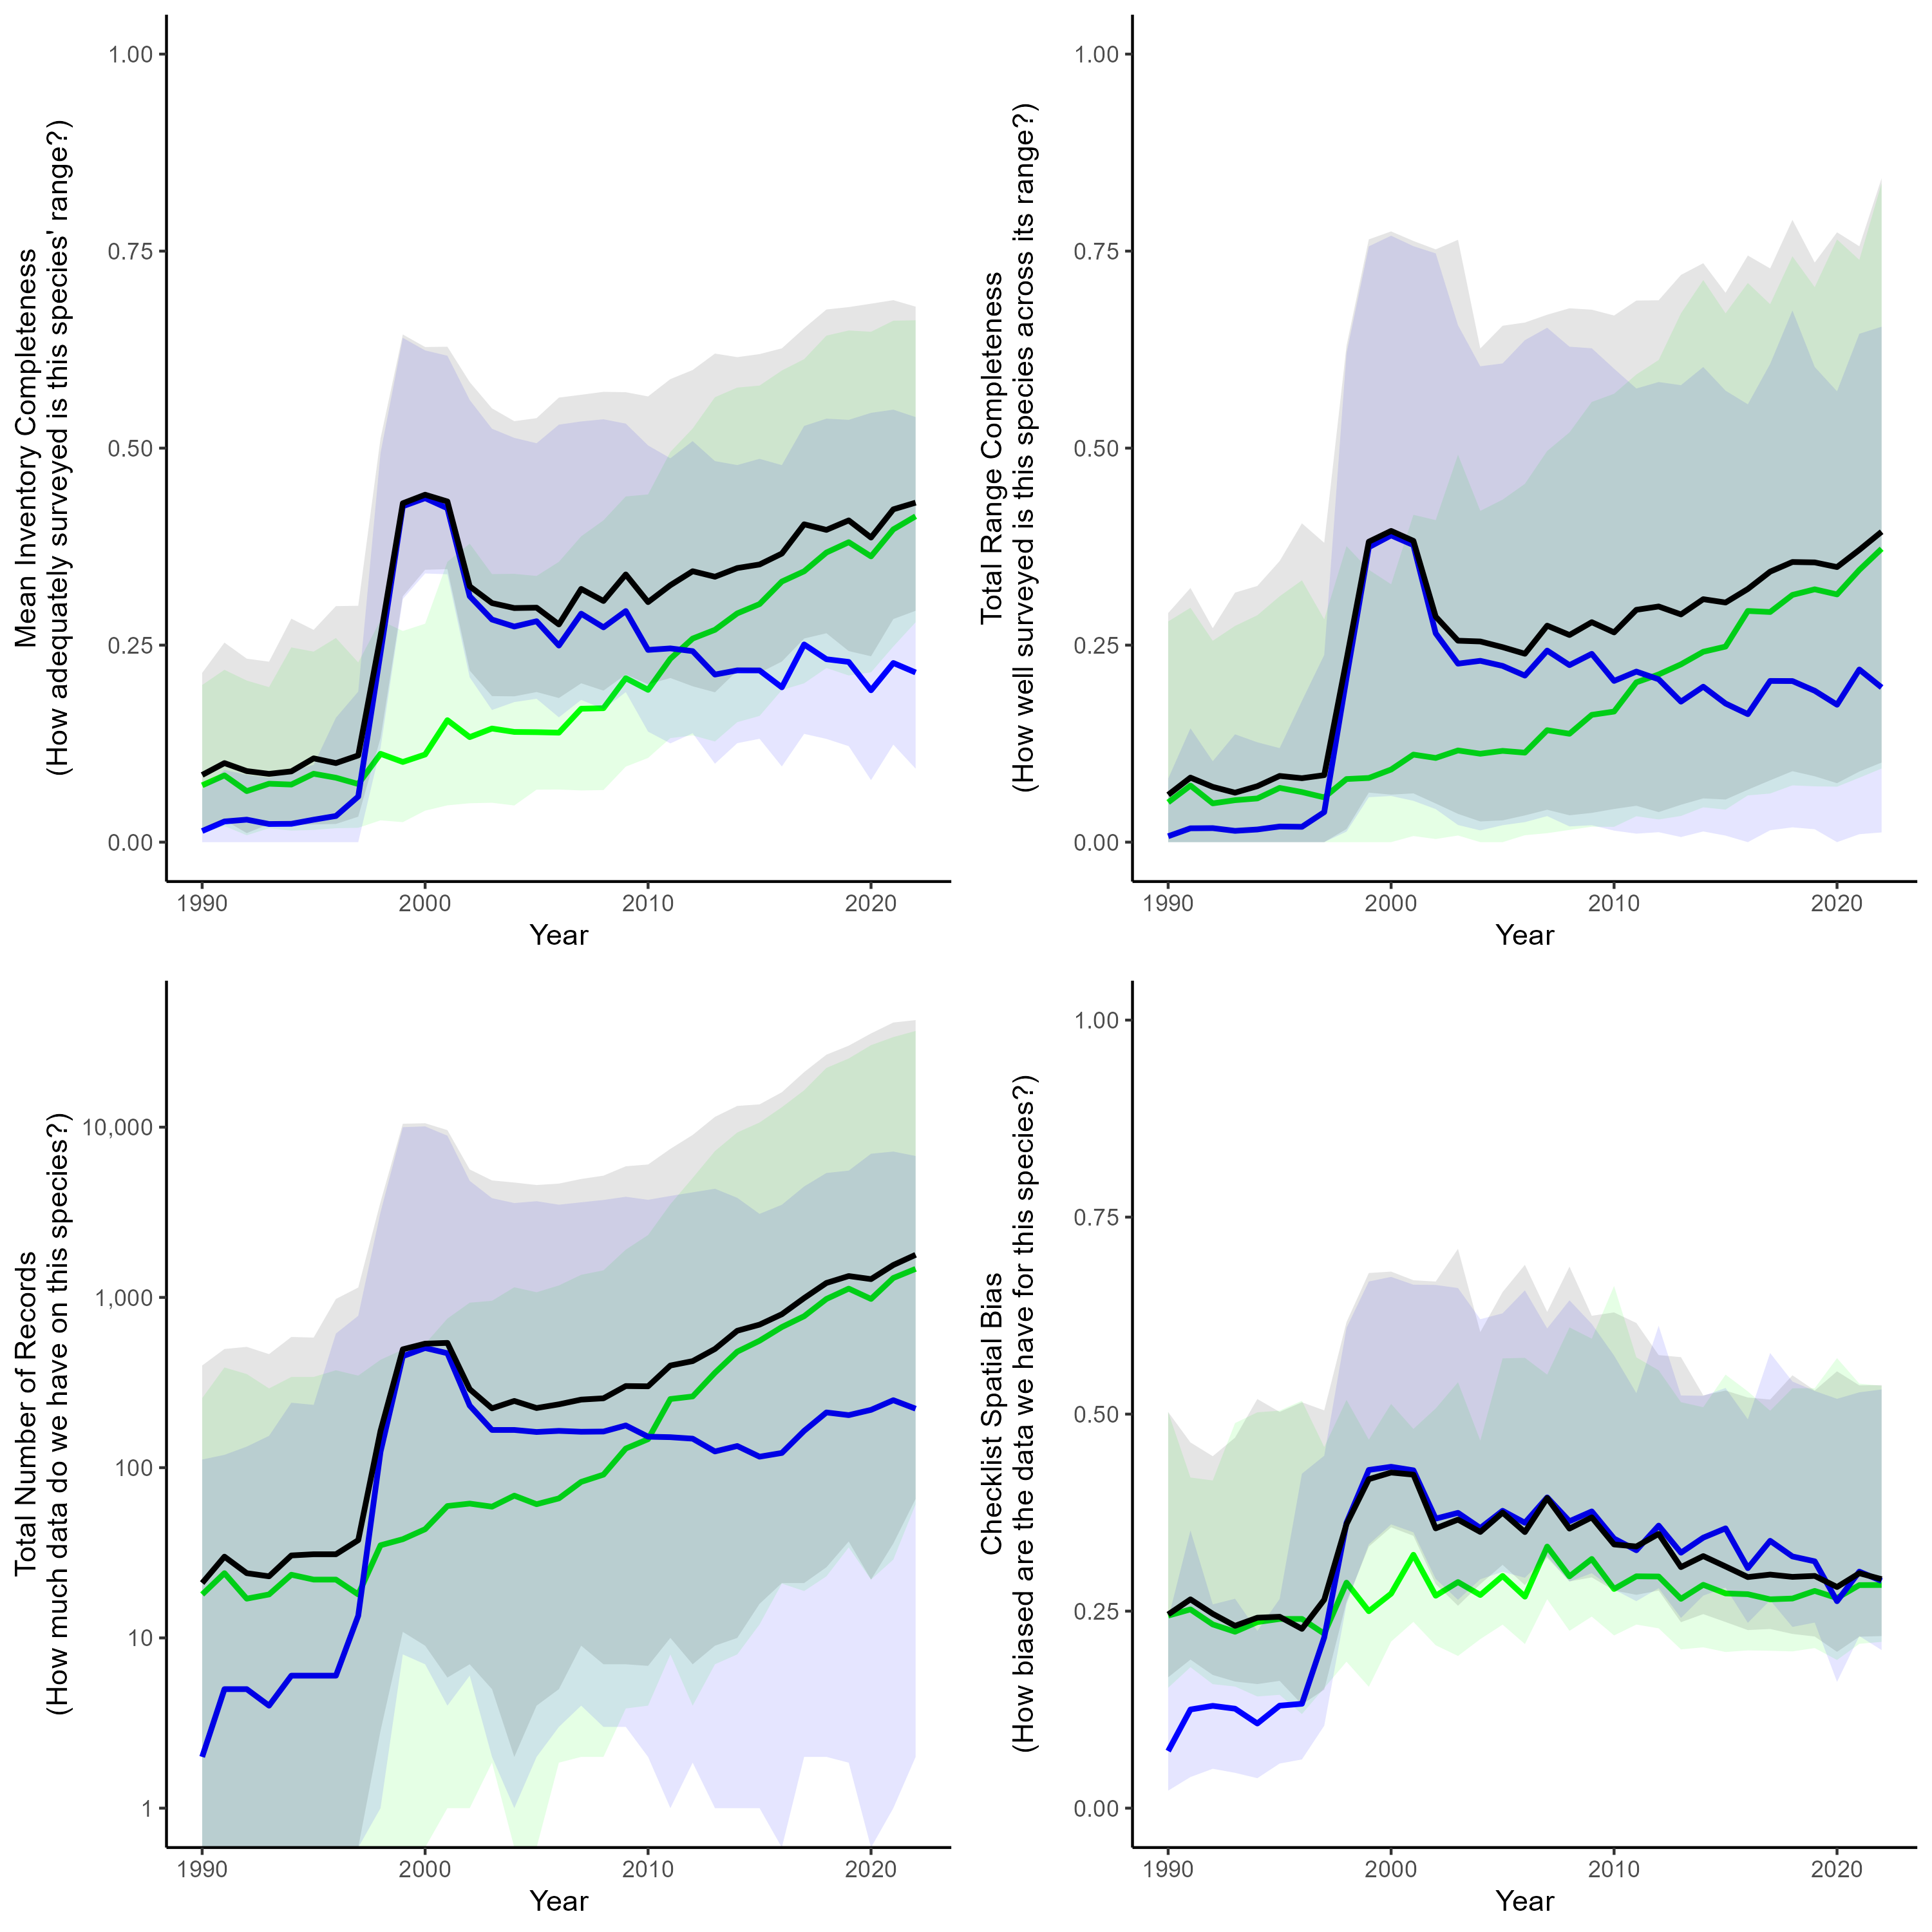 Mean Inventory Completeness
(How adequately surveyed is this species' range?)
1.00
0.75
0.50
0.25
0.00
1990 2000 2010 2020
Year
Total Range Completeness
(How well surveyed is this species across its range?)
1.00
0.75
0.50
0.25
0.00
1990 2000 2010 2020
Year
Total Number of Records
(How much data do we have on this species?)
10,000
1,000
100
10
1
1990 2000 2010 2020
Year
Checklist Spatial Bias
(How biased are the data we have for this species?)
1.00
0.75
0.50
0.25
0.00
1990 2000 2010 2020
Year